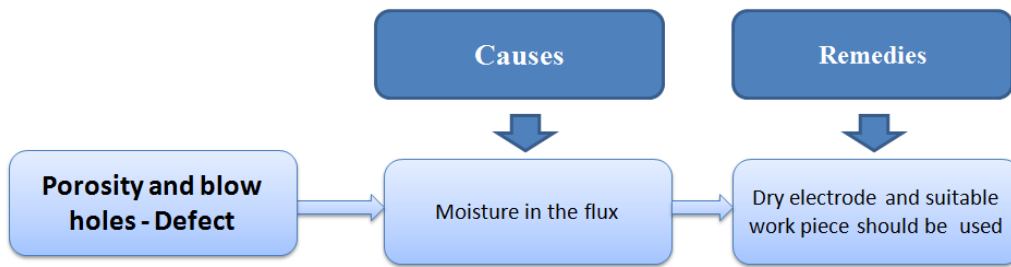 Causes
Remedies
Porosity and blow
holes - Defect
Moisture in the flux
Dry electrode and suitable
work piece should be used